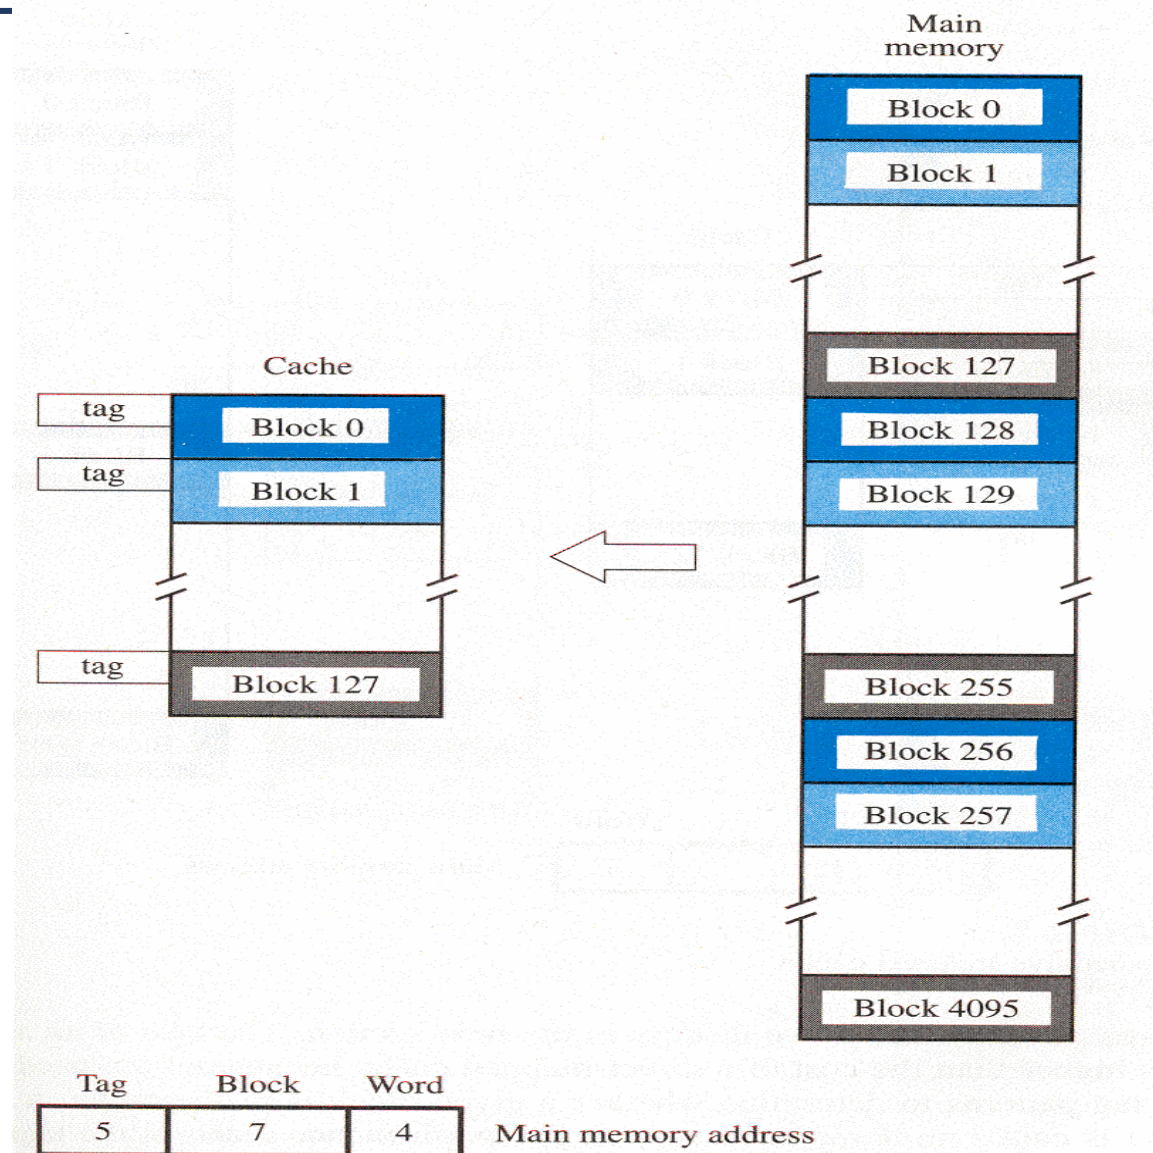 Main
memory
Block 0
Block 1
Block 127
Block 128
Block 129
Block 255
Block 256
Block 257
Block 4095
Cache
tag
Block 0
tag
Block 1
tag
Block 127
Tag Block Word
5 7 4 Main memory address